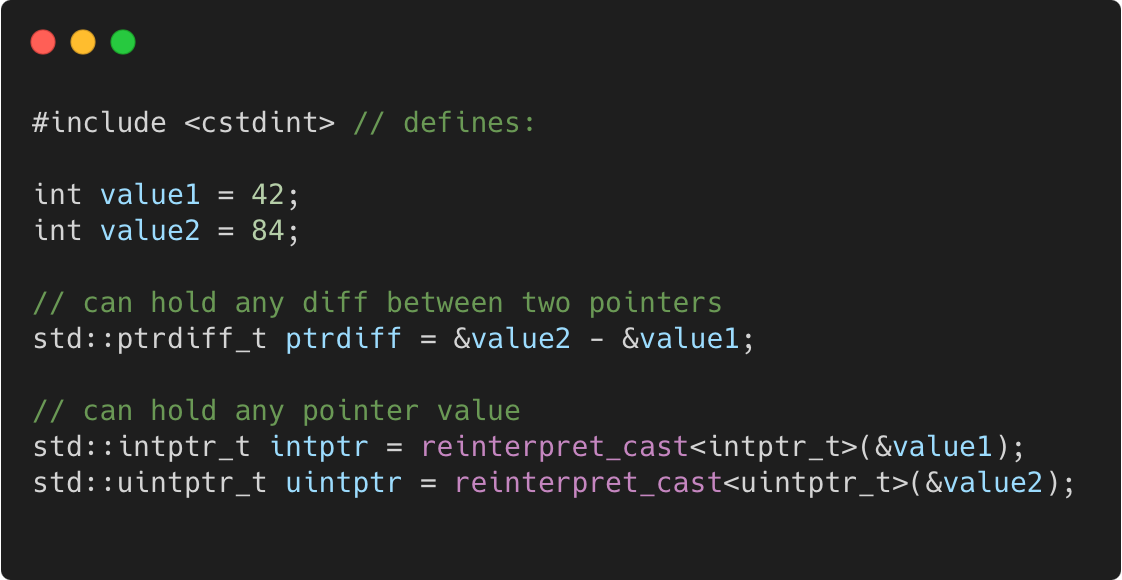 #include <cstdint> // defines:
int value1 = 42;
int value2 = 84;
// can hold any diff between two pointers
std::ptrdiff_t ptrdiff = &value2 - &value1;
// can hold any pointer value
std::intptr_t intptr = reinterpret_cast<intptr_t>(&value1);
std::uintptr_t uintptr = reinterpret_cast<uintptr_t>(&value2);